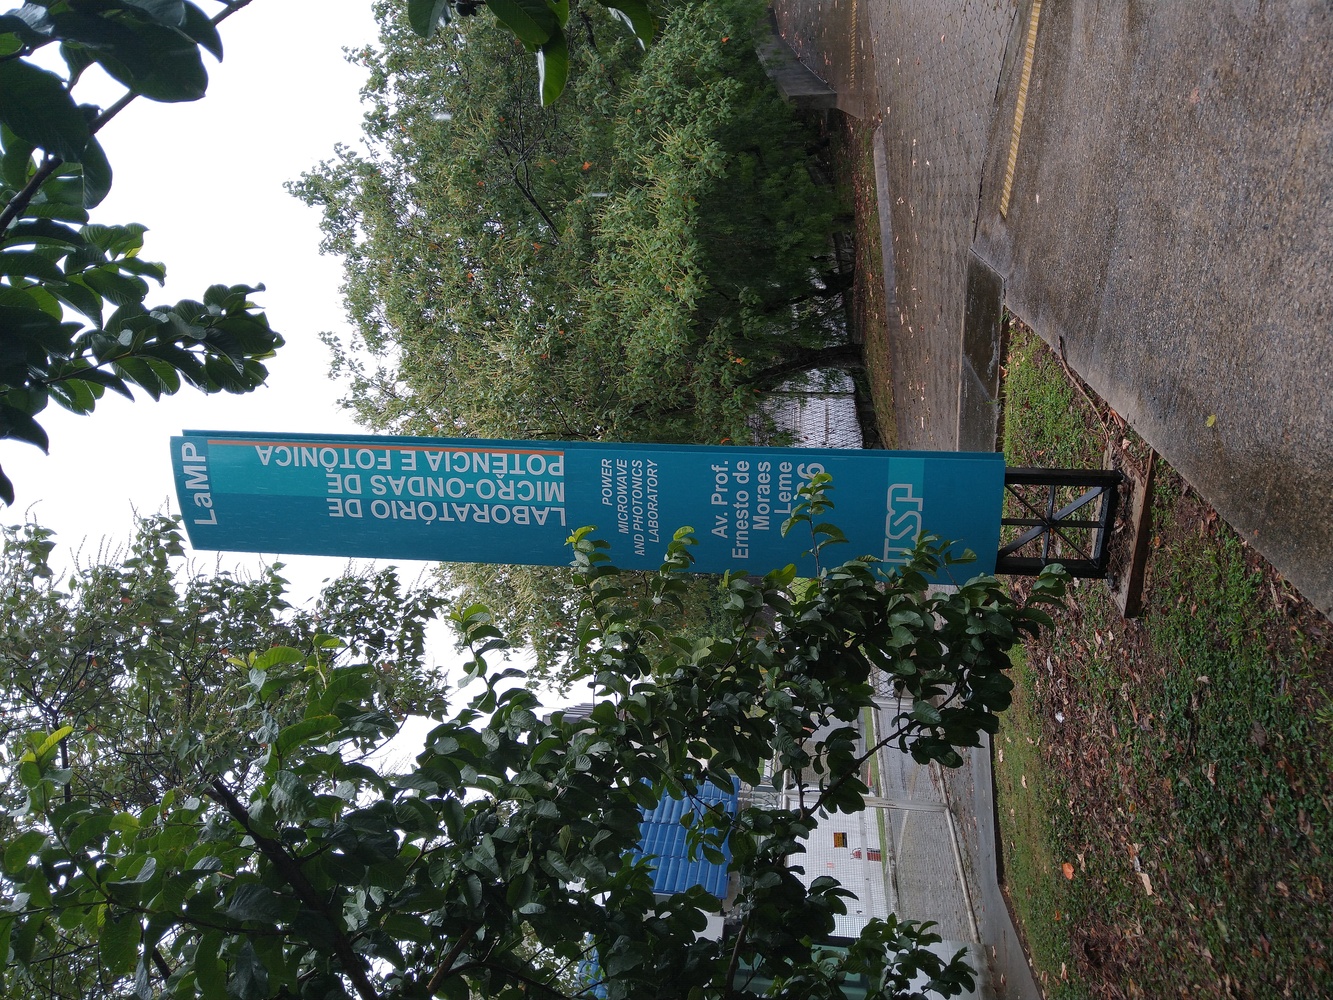 LaMP
LABORATÓRIO DE
MICRO-ONDAS DE
POTÊNCIA E FOTÔNICA
POWER
MICROWAVE
AND PHOTONICS
LABORATORY
Av. Prof.
Ernesto de
Moraes
Leme
USP